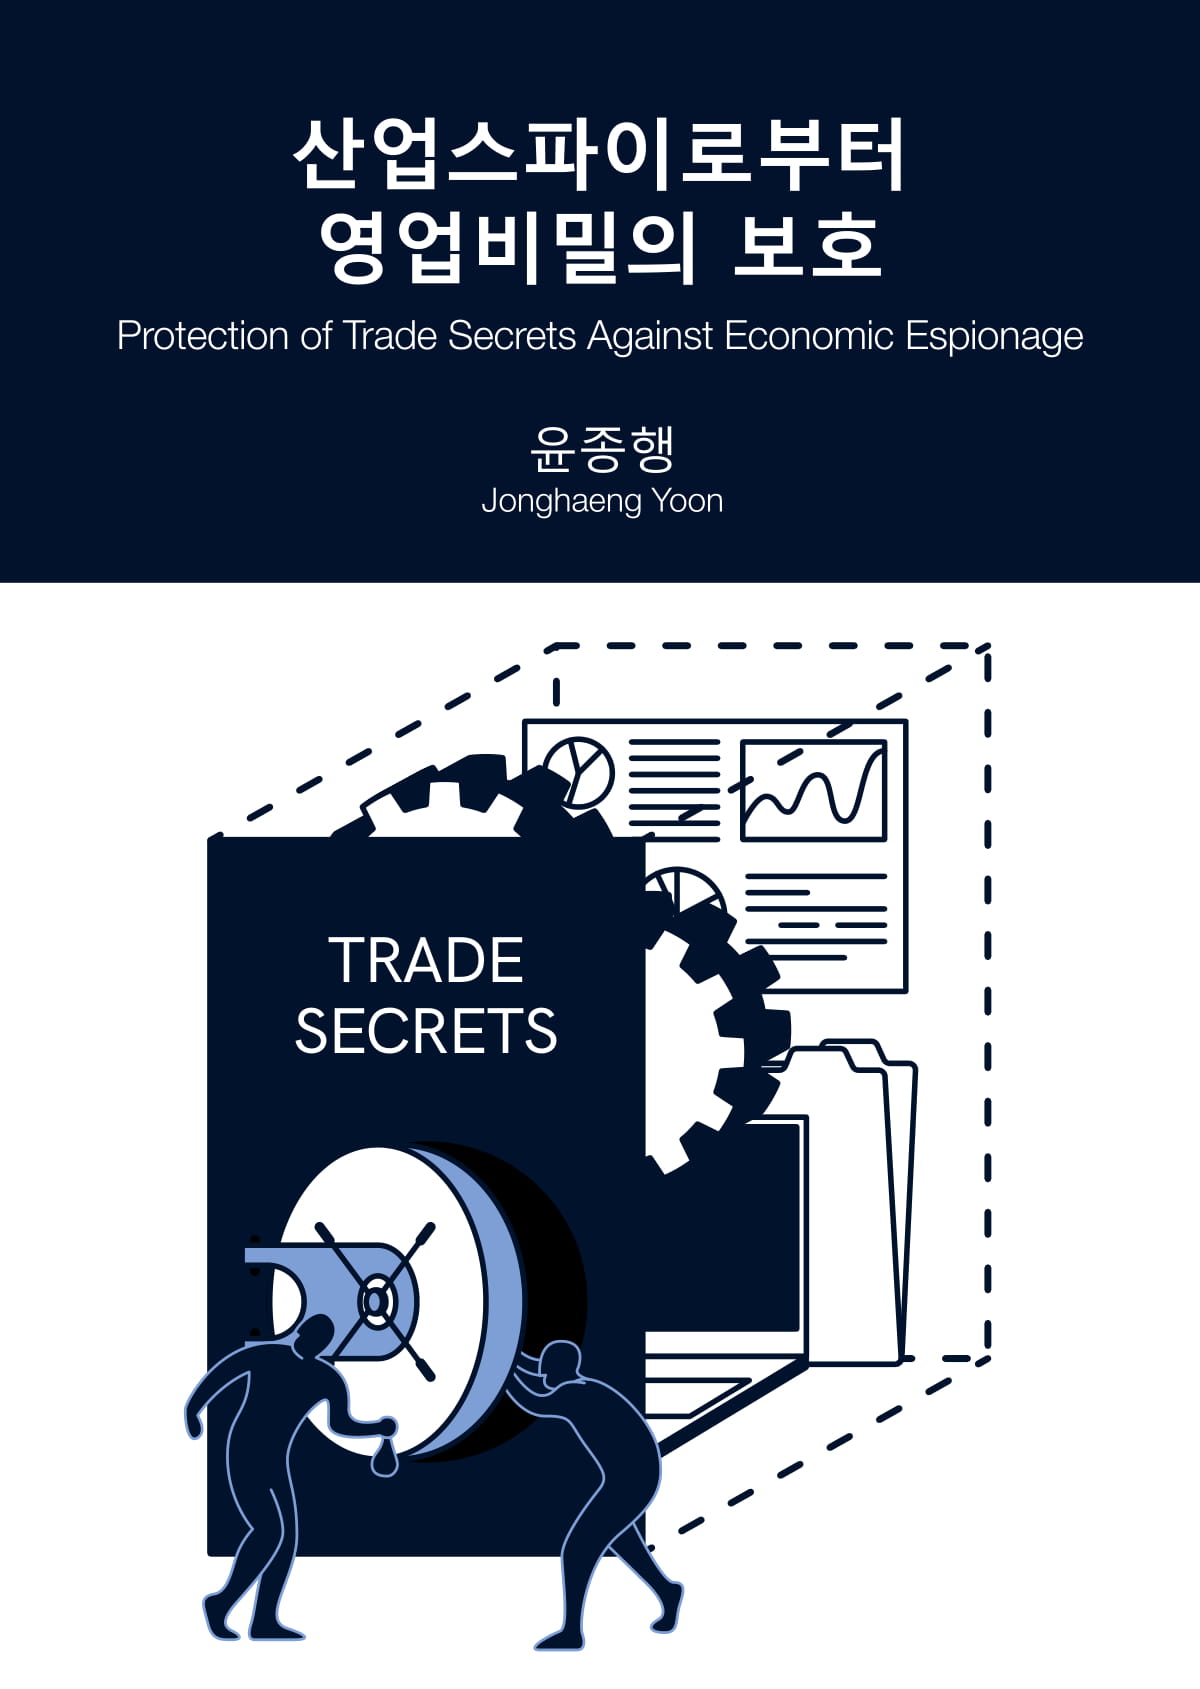 산업스파이로부터
영업비밀의 보호
Protection of Trade Secrets Against Economic Espionage
윤종행
Jonghaeng Yoon
TRADE
SECRETS